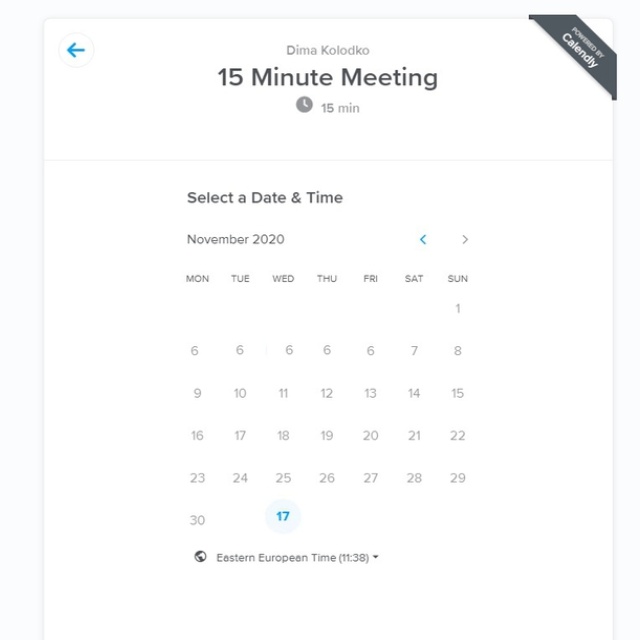 POWERED BY
Calendly
Dima Kolodko
15 Minute Meeting
15 min
Select a Date & Time
November 2020
MON TUE WED THU FRI SAT SUN
1
6 6 6 6 6 7 8
9 10 11 12 13 14 15
16 17 18 19 20 21 22
23 24 25 26 27 28 29
30 17
Eastern European Time (11:38)